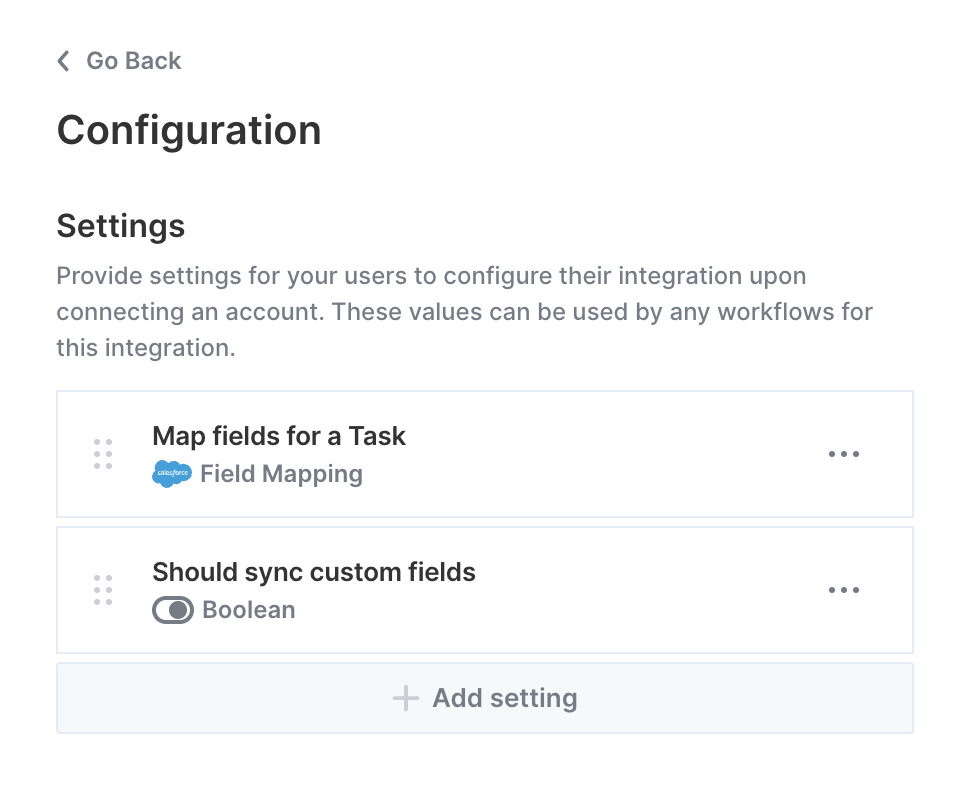 Go Back
Configuration
Settings
Provide settings for your users to configure their integration upon
connecting an account. These values can be used by any workflows for
this integration.
Map fields for a Task
salesforce Field Mapping
Should sync custom fields
Boolean
Add setting